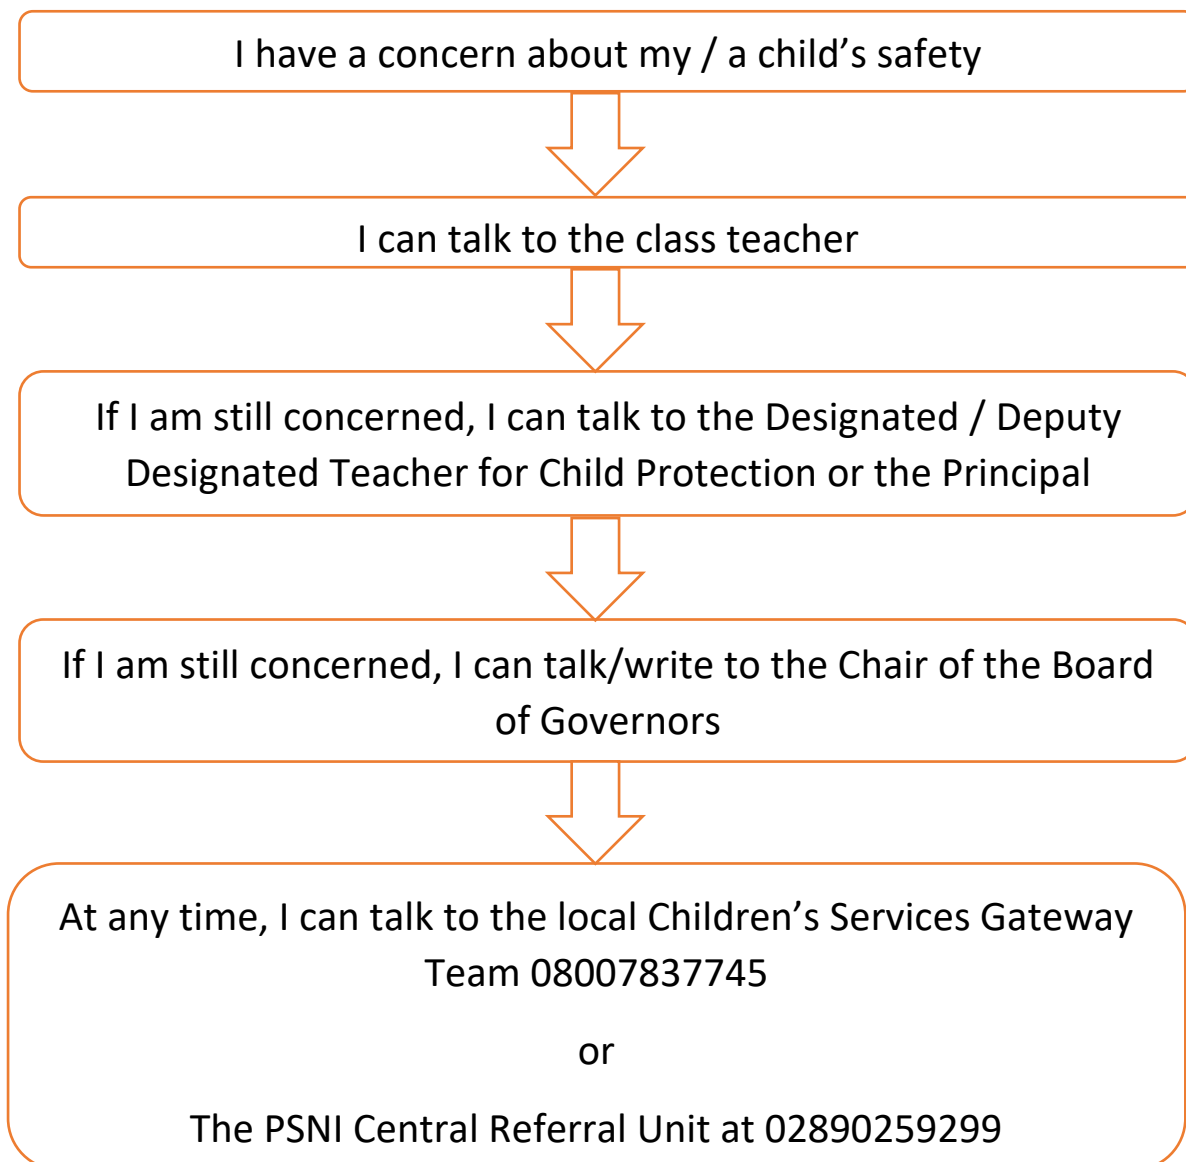 I have a concern about my / a child’s safety
I can talk to the class teacher
If I am still concerned, I can talk to the Designated / Deputy
Designated Teacher for Child Protection or the Principal
If I am still concerned, I can talk/write to the Chair of the Board
of Governors
At any time, I can talk to the local Children’s Services Gateway
Team 08007837745
or
The PSNI Central Referral Unit at 02890259299